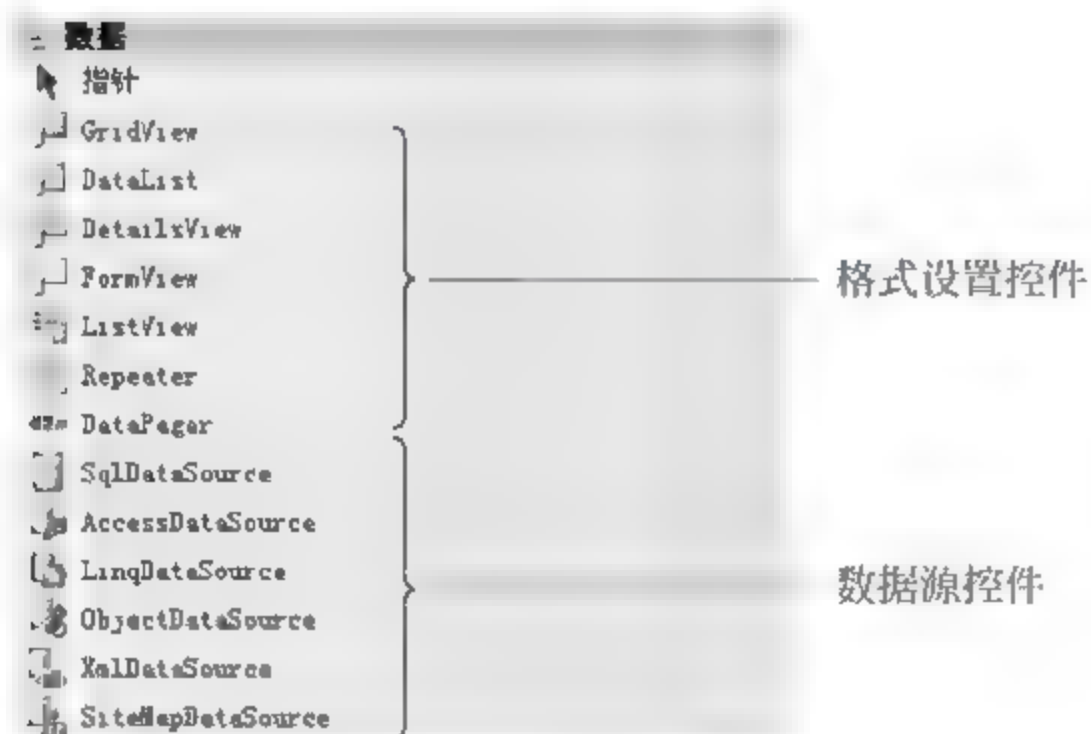 数据
指针
GridView
DataList
DetailsView
FormView
格式设置控件
ListView
Repeater
DataPager
SqlDataSource
AccessDataSource
LinqDataSource
数据源控件
ObjectDataSource
XmlDataSource
SiteMapDataSource